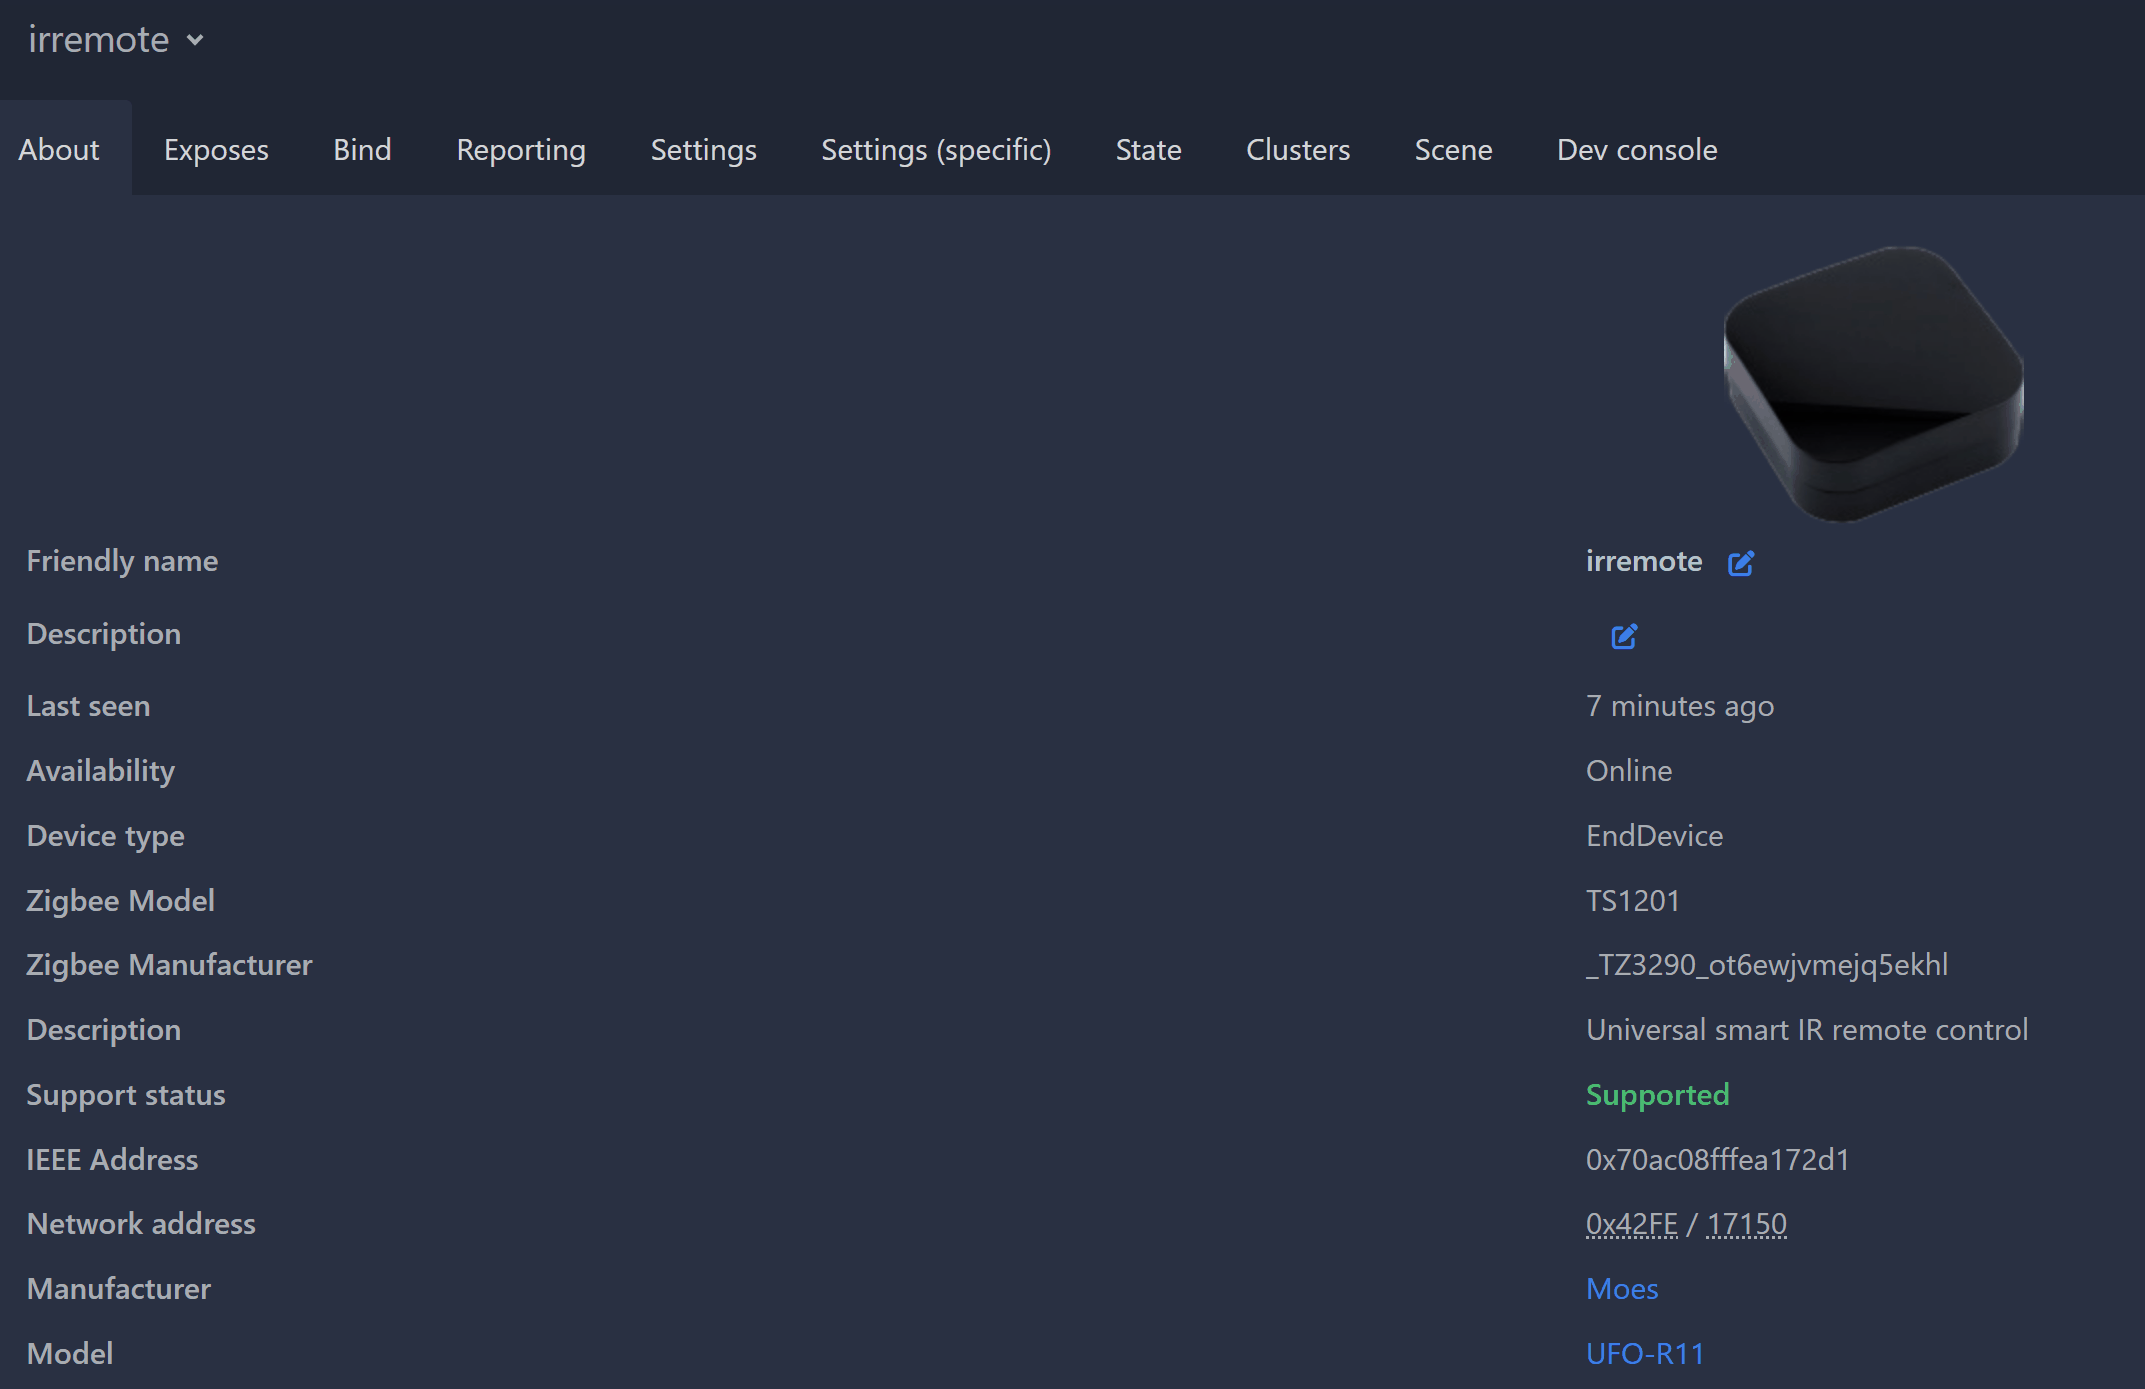 irremote
About Exposes Bind Reporting Settings Settings (specific) State Clusters Scene Dev console
Friendly name irremote
Description
Last seen 7 minutes ago
Availability Online
Device type EndDevice
Zigbee Model TS1201
Zigbee Manufacturer _TZ3290_ot6ewjvmejq5ekhl
Description Universal smart IR remote control
Support status Supported
IEEE Address 0x70ac08fffea172d1
Network address 0x42FE / 17150
Manufacturer Moes
Model UFO-R11